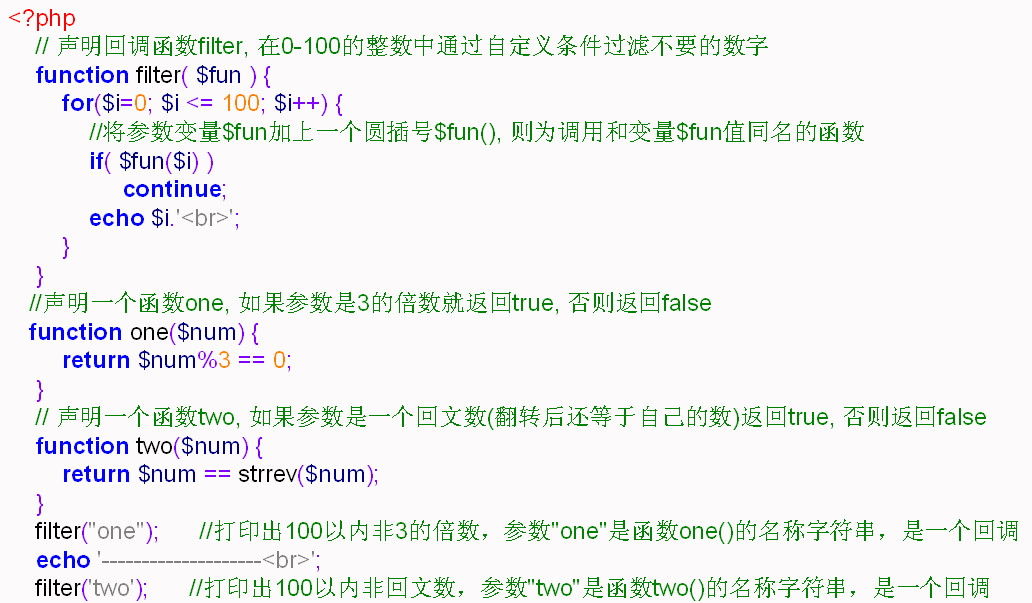 <?php
// 声明回调函数filter, 在0-100的整数中通过自定义条件过滤不要的数字
function filter( $fun ) {
for($i=0; $i <= 100; $i++) {
//将参数变量$fun加上一个圆插号$fun(), 则为调用和变量$fun值同名的函数
if( $fun($i) )
continue;
echo $i.'<br>';
}
}
//声明一个函数one, 如果参数是3的倍数就返回true, 否则返回false
function one($num) {
return $num%3 == 0;
}
// 声明一个函数two, 如果参数是一个回文数(翻转后还等于自己的数)返回true, 否则返回false
function two($num) {
return $num == strrev($num);
}
filter("one"); //打印出100以内非3的倍数，参数"one"是函数one()的名称字符串，是一个回调
echo '--------------------<br>';
filter('two'); //打印出100以内非回文数，参数"two"是函数two()的名称字符串，是一个回调